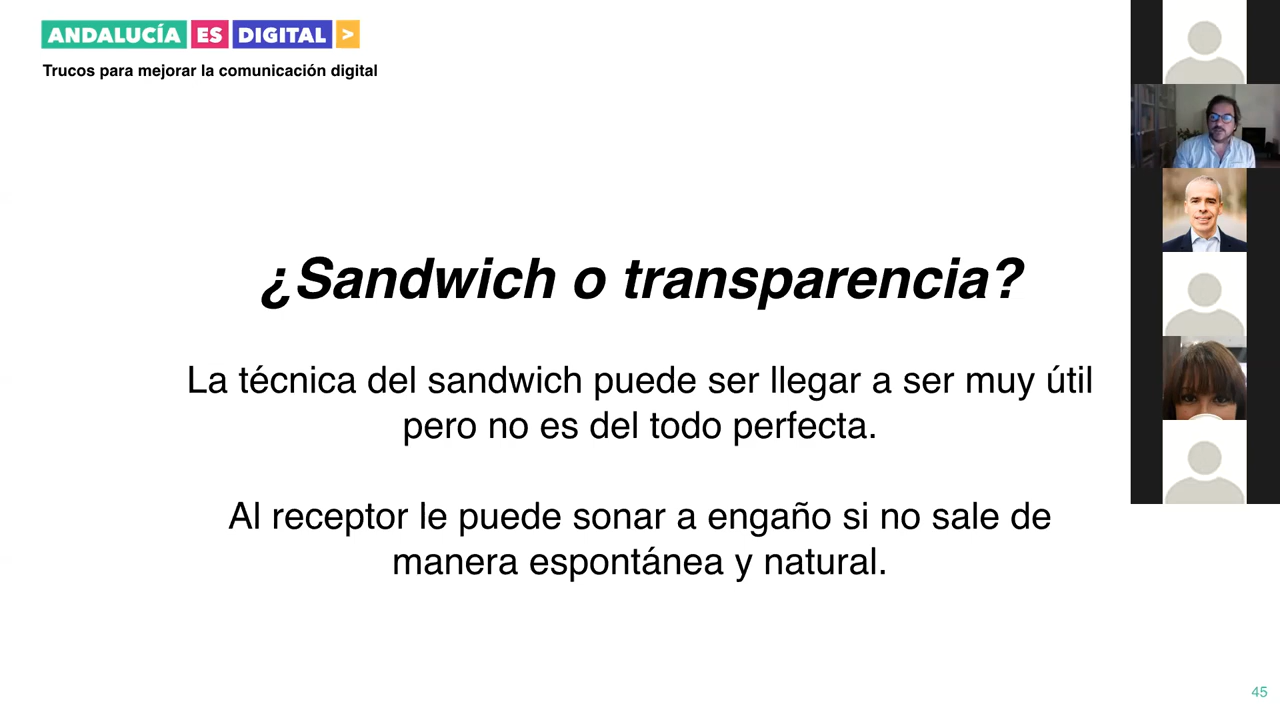 ANDALUCÍA ES DIGITAL >
Trucos para mejorar la comunicación digital
¿Sandwich o transparencia?
La técnica del sandwich puede ser llegar a ser muy útil
pero no es del todo perfecta.
Al receptor le puede sonar a engaño si no sale de
manera espontánea y natural.
45